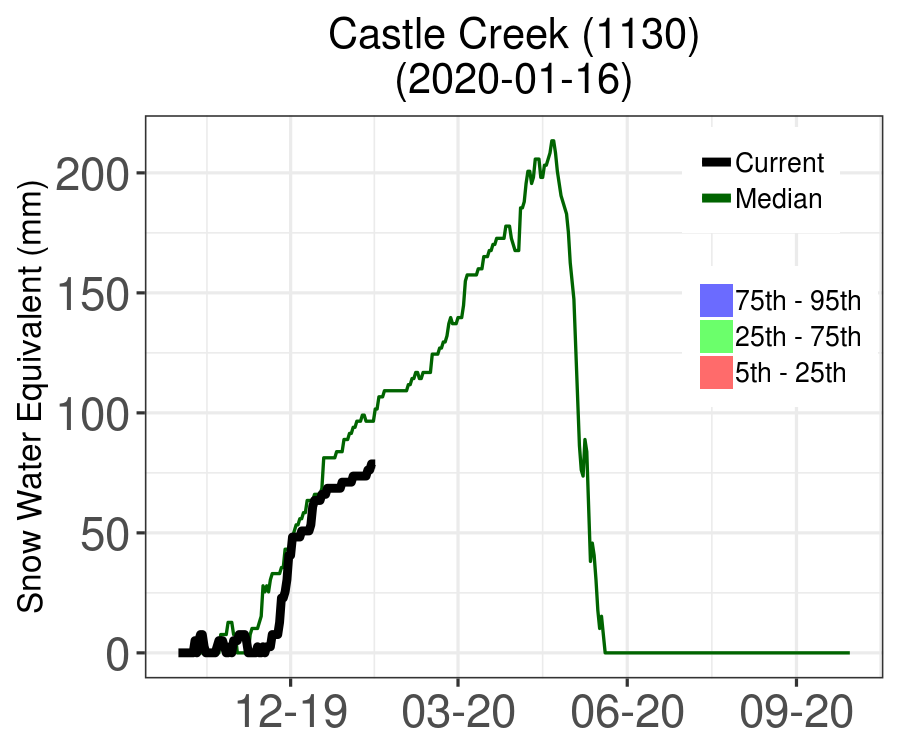 Castle Creek (1130)
(2020-01-16)
Snow Water Equivalent (mm)
200
150
100
50
0
12-19
03-20
06-20
09-20
Current
Median
75th - 95th
25th - 75th
5th - 25th